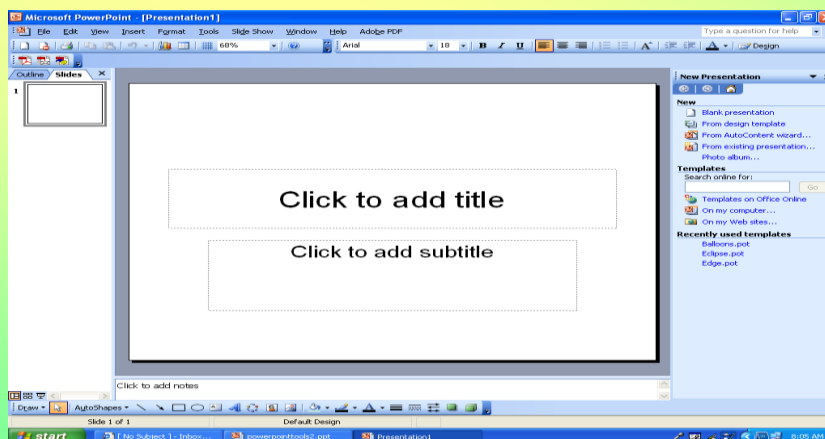 Microsoft PowerPoint - [Presentation1]
File Edit View Insert Format Tools Slide Show Window Help Adobe PDF Type a question for help
68% Arial 18 B I U A A Design
Outline Slides New Presentation
1
New
Blank presentation
From design template
From AutoContent wizard...
From existing presentation...
Photo album...
Templates
Search online for:
Go
Templates on Office Online
On my computer...
On my Web sites...
Recently used templates
Balloons.pot
Eclipse.pot
Edge.pot
Click to add title
Click to add subtitle
Click to add notes
Draw AutoShapes A
Slide 1 of 1 Default Design
start [ No Subject ] - Inbox... powerpointtools2.ppt Presentation1 8:05 AM